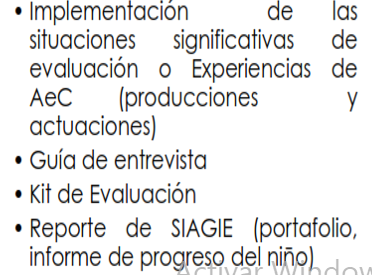 • Implementación de las
situaciones significativas de
evaluación o Experiencias de
AeC (producciones y
actuaciones)
• Guía de entrevista
• Kit de Evaluación
• Reporte de SIAGIE (portafolio,
informe de progreso del niño)
Activar Window